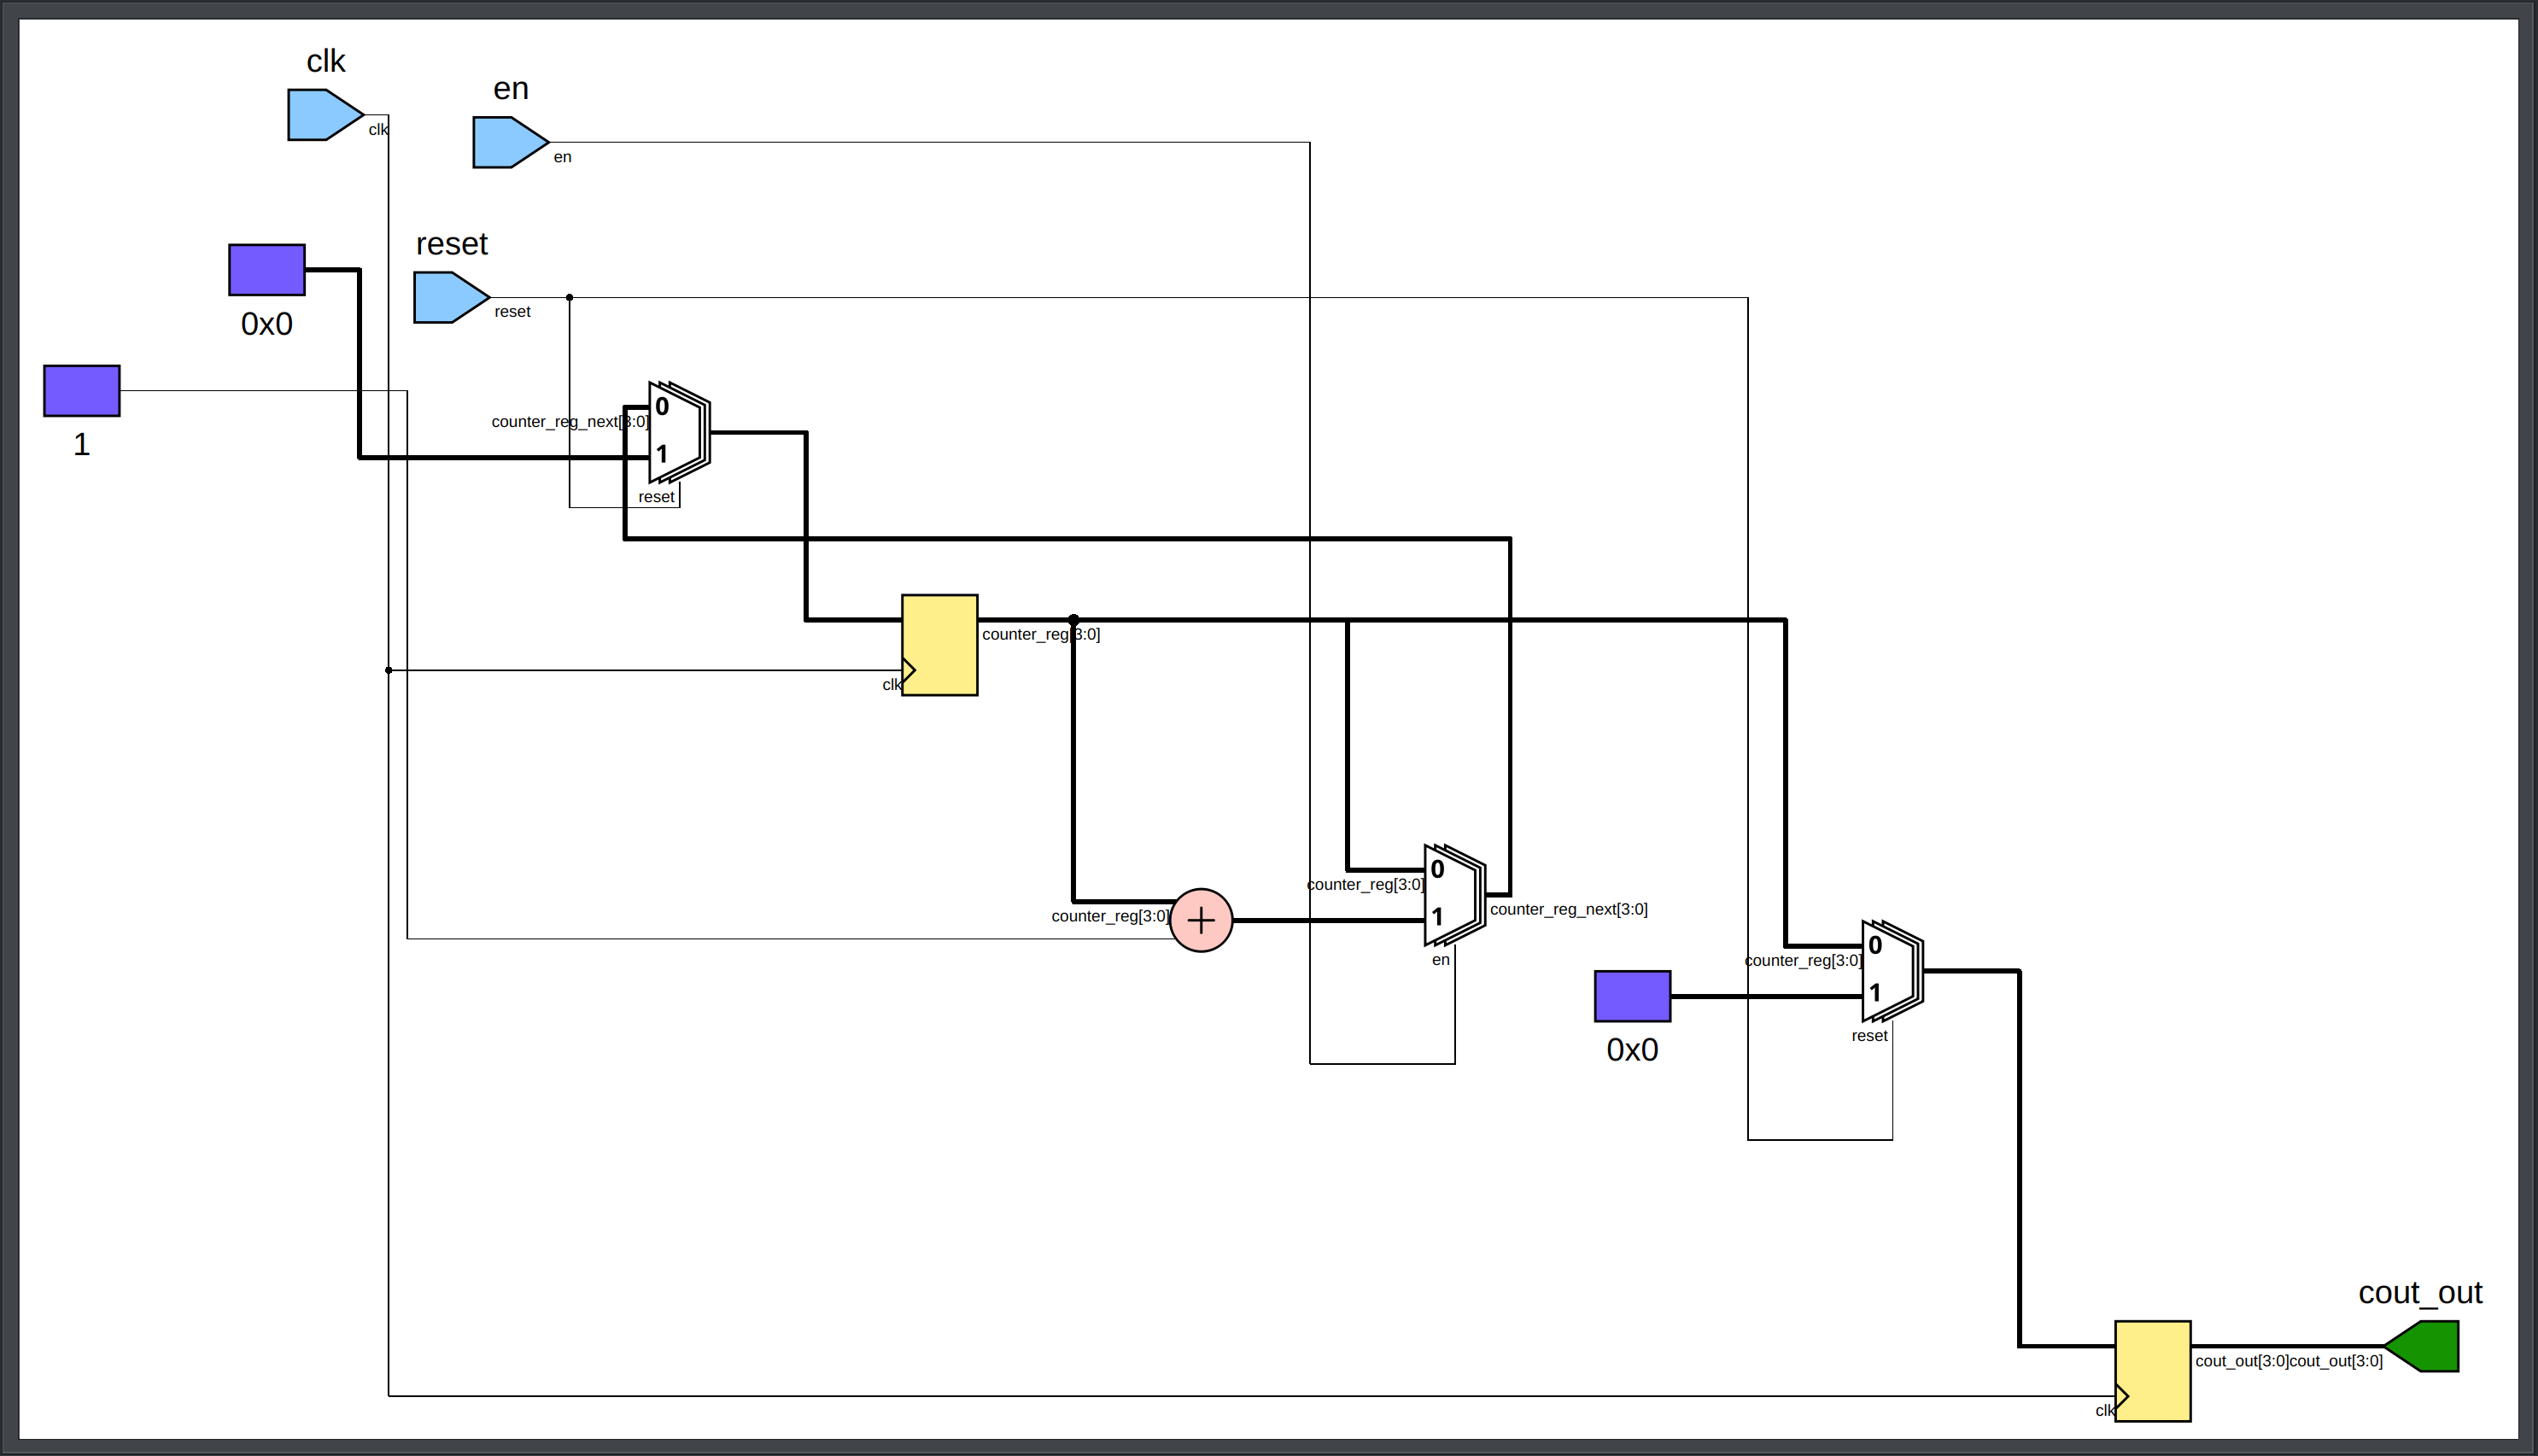 clk
clk
en
en
reset
reset
0x0
1
0
counter_reg_next[3:0]
1
reset
counter_reg[3:0]
clk
0
counter_reg[3:0]
1
counter_reg[3:0]
counter_reg_next[3:0]
en
0
counter_reg[3:0]
1
reset
0x0
cout_out
cout_out[3:0]cout_out[3:0]
clk